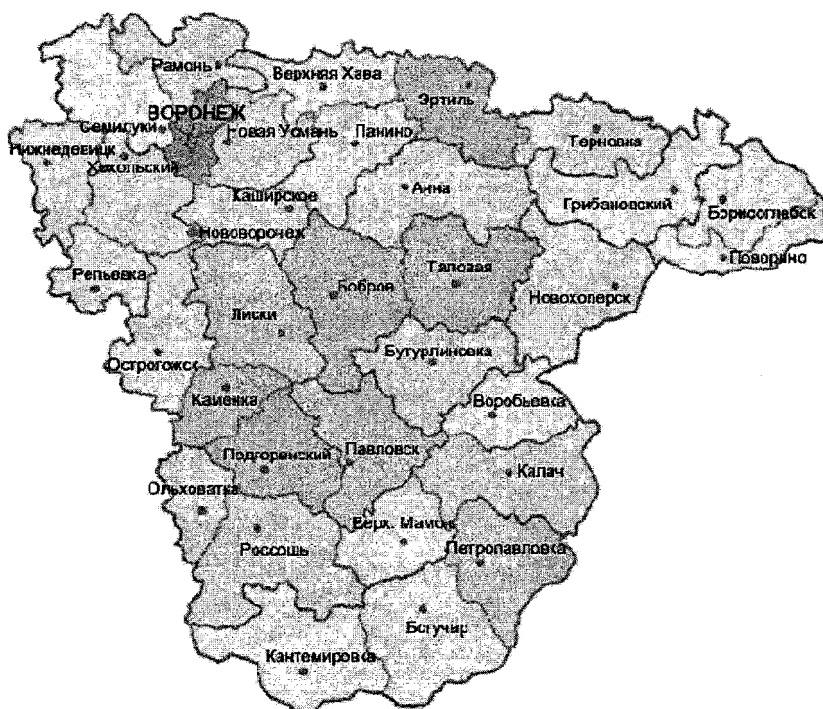 Рамонь
Верхняя Хава
Эртиль
ВОРОНЕЖ
Семилуки
Новая Усмань
Панино
Терновка
Нижнедевицк
Хохольский
Каширское
Анна
Грибановский
Борисоглебск
Нововоронеж
Поворино
Репьевка
Бобров
Таловая
Новохоперск
Лиски
Острогожск
Бутурлиновка
Каменка
Воробьевка
Подгоренский
Павловск
Калач
Ольховатка
Верх. Мамон
Россошь
Петропавловка
Богучар
Кантемировка